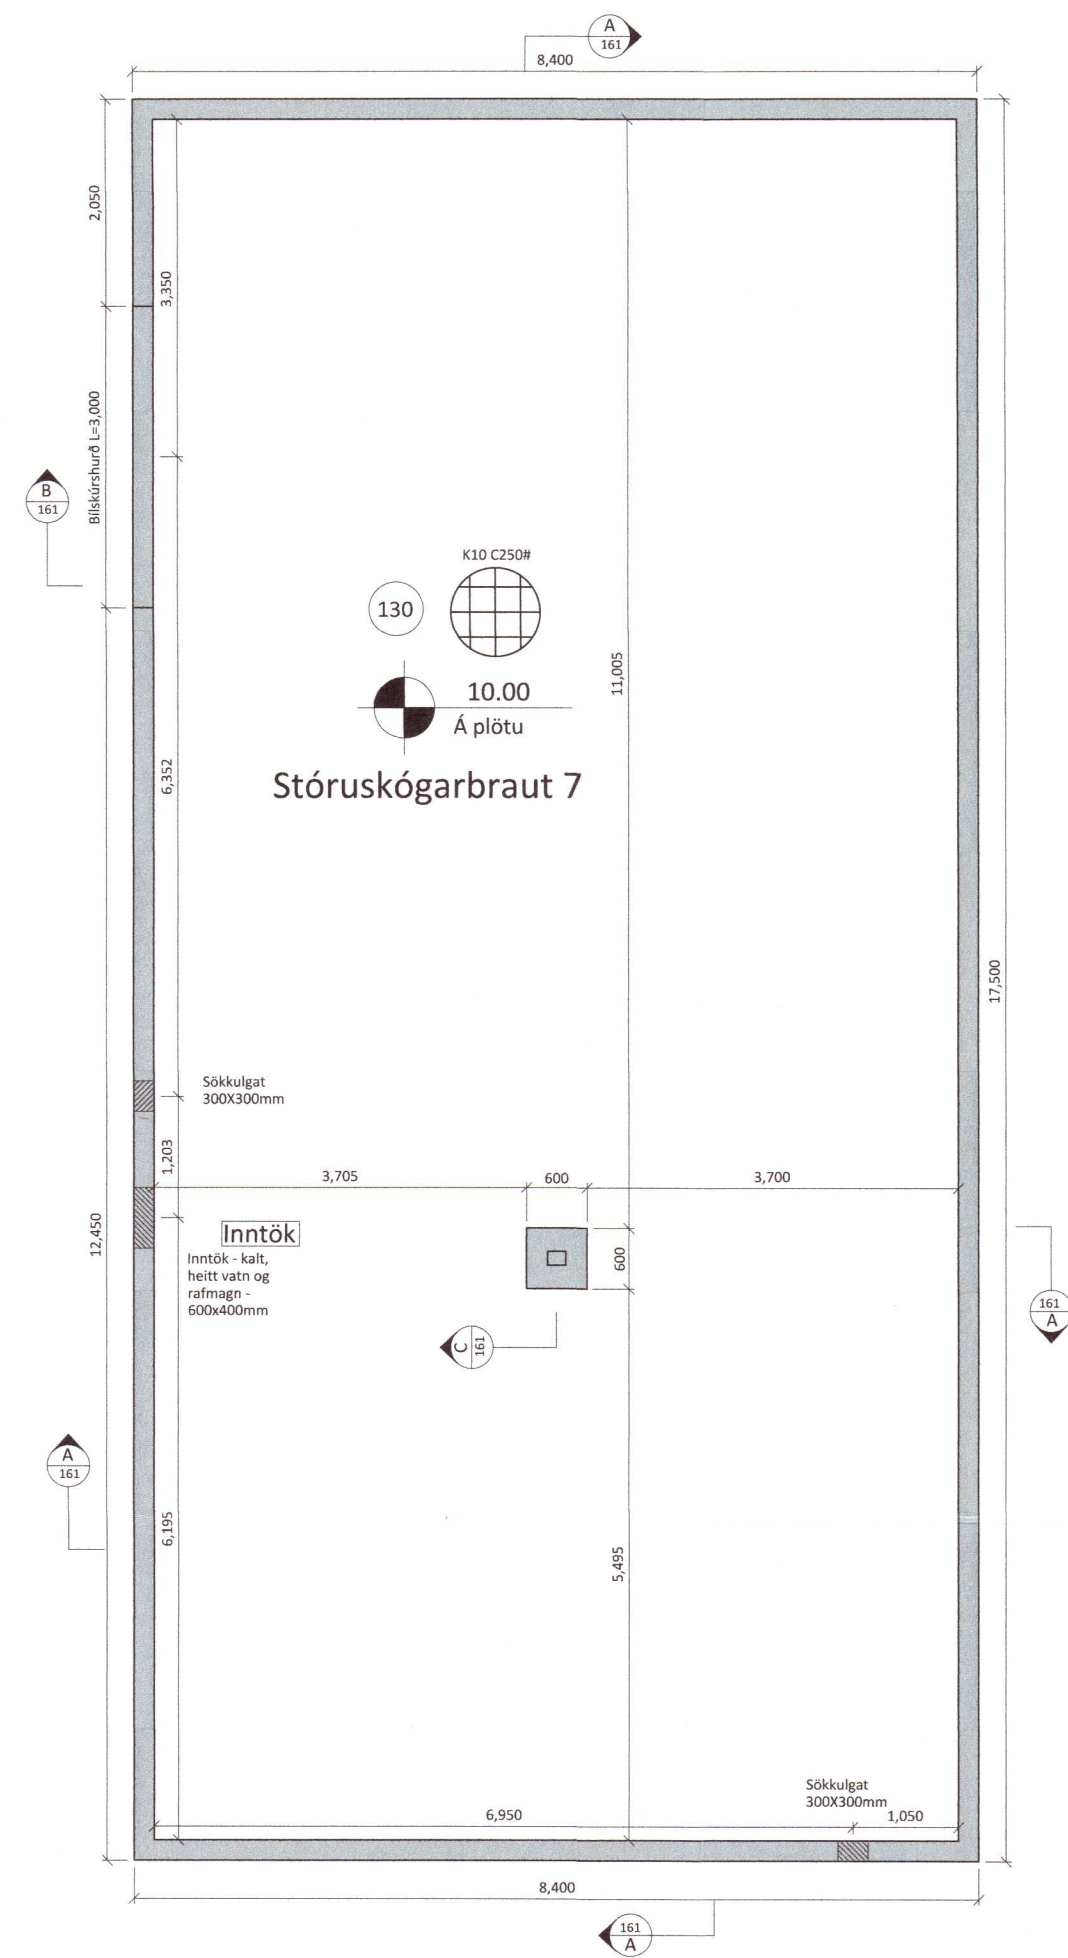 A
161
8,400
2,050
3,350
Bílskúrshurð L=3,000
B
161
K10 C250#
130
11,005
10.00
Á plötu
6,352
Stóruskógarbraut 7
17,500
Sökkulgat
300X300mm
1,203
3,705
600
3,700
12,450
Inntök
Inntök - kalt,
heitt vatn og
rafmagn -
600x400mm
600
161
A
C
161
A
161
6,195
5,495
Sökkulgat
300X300mm
6,950
1,050
8,400
161
A